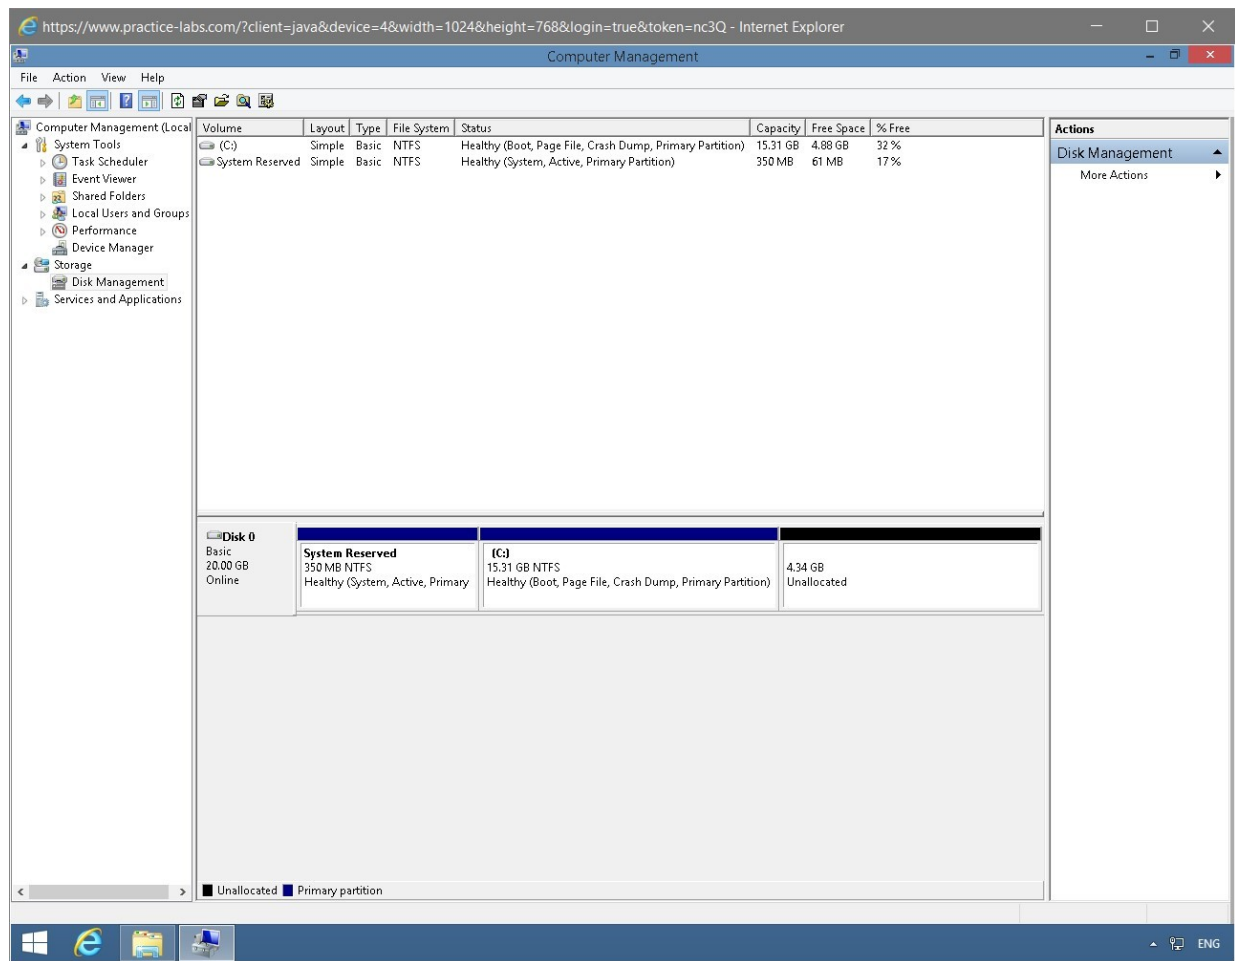 https://www.practice-labs.com/?client=java&device=4&width=1024&height=768&login=true&token=nc3Q - Internet Explorer
Computer Management
File Action View Help
Computer Management (Local
System Tools
Task Scheduler
Event Viewer
Shared Folders
Local Users and Groups
Performance
Device Manager
Storage
Disk Management
Services and Applications
Volume Layout Type File System Status Capacity Free Space % Free
(C:) Simple Basic NTFS Healthy (Boot, Page File, Crash Dump, Primary Partition) 15.31 GB 4.88 GB 32 %
System Reserved Simple Basic NTFS Healthy (System, Active, Primary Partition) 350 MB 61 MB 17 %
Disk 0
Basic
20.00 GB
Online
System Reserved
350 MB NTFS
Healthy (System, Active, Primary
(C:)
15.31 GB NTFS
Healthy (Boot, Page File, Crash Dump, Primary Partition)
4.34 GB
Unallocated
Unallocated Primary partition
Actions
Disk Management
More Actions
ENG